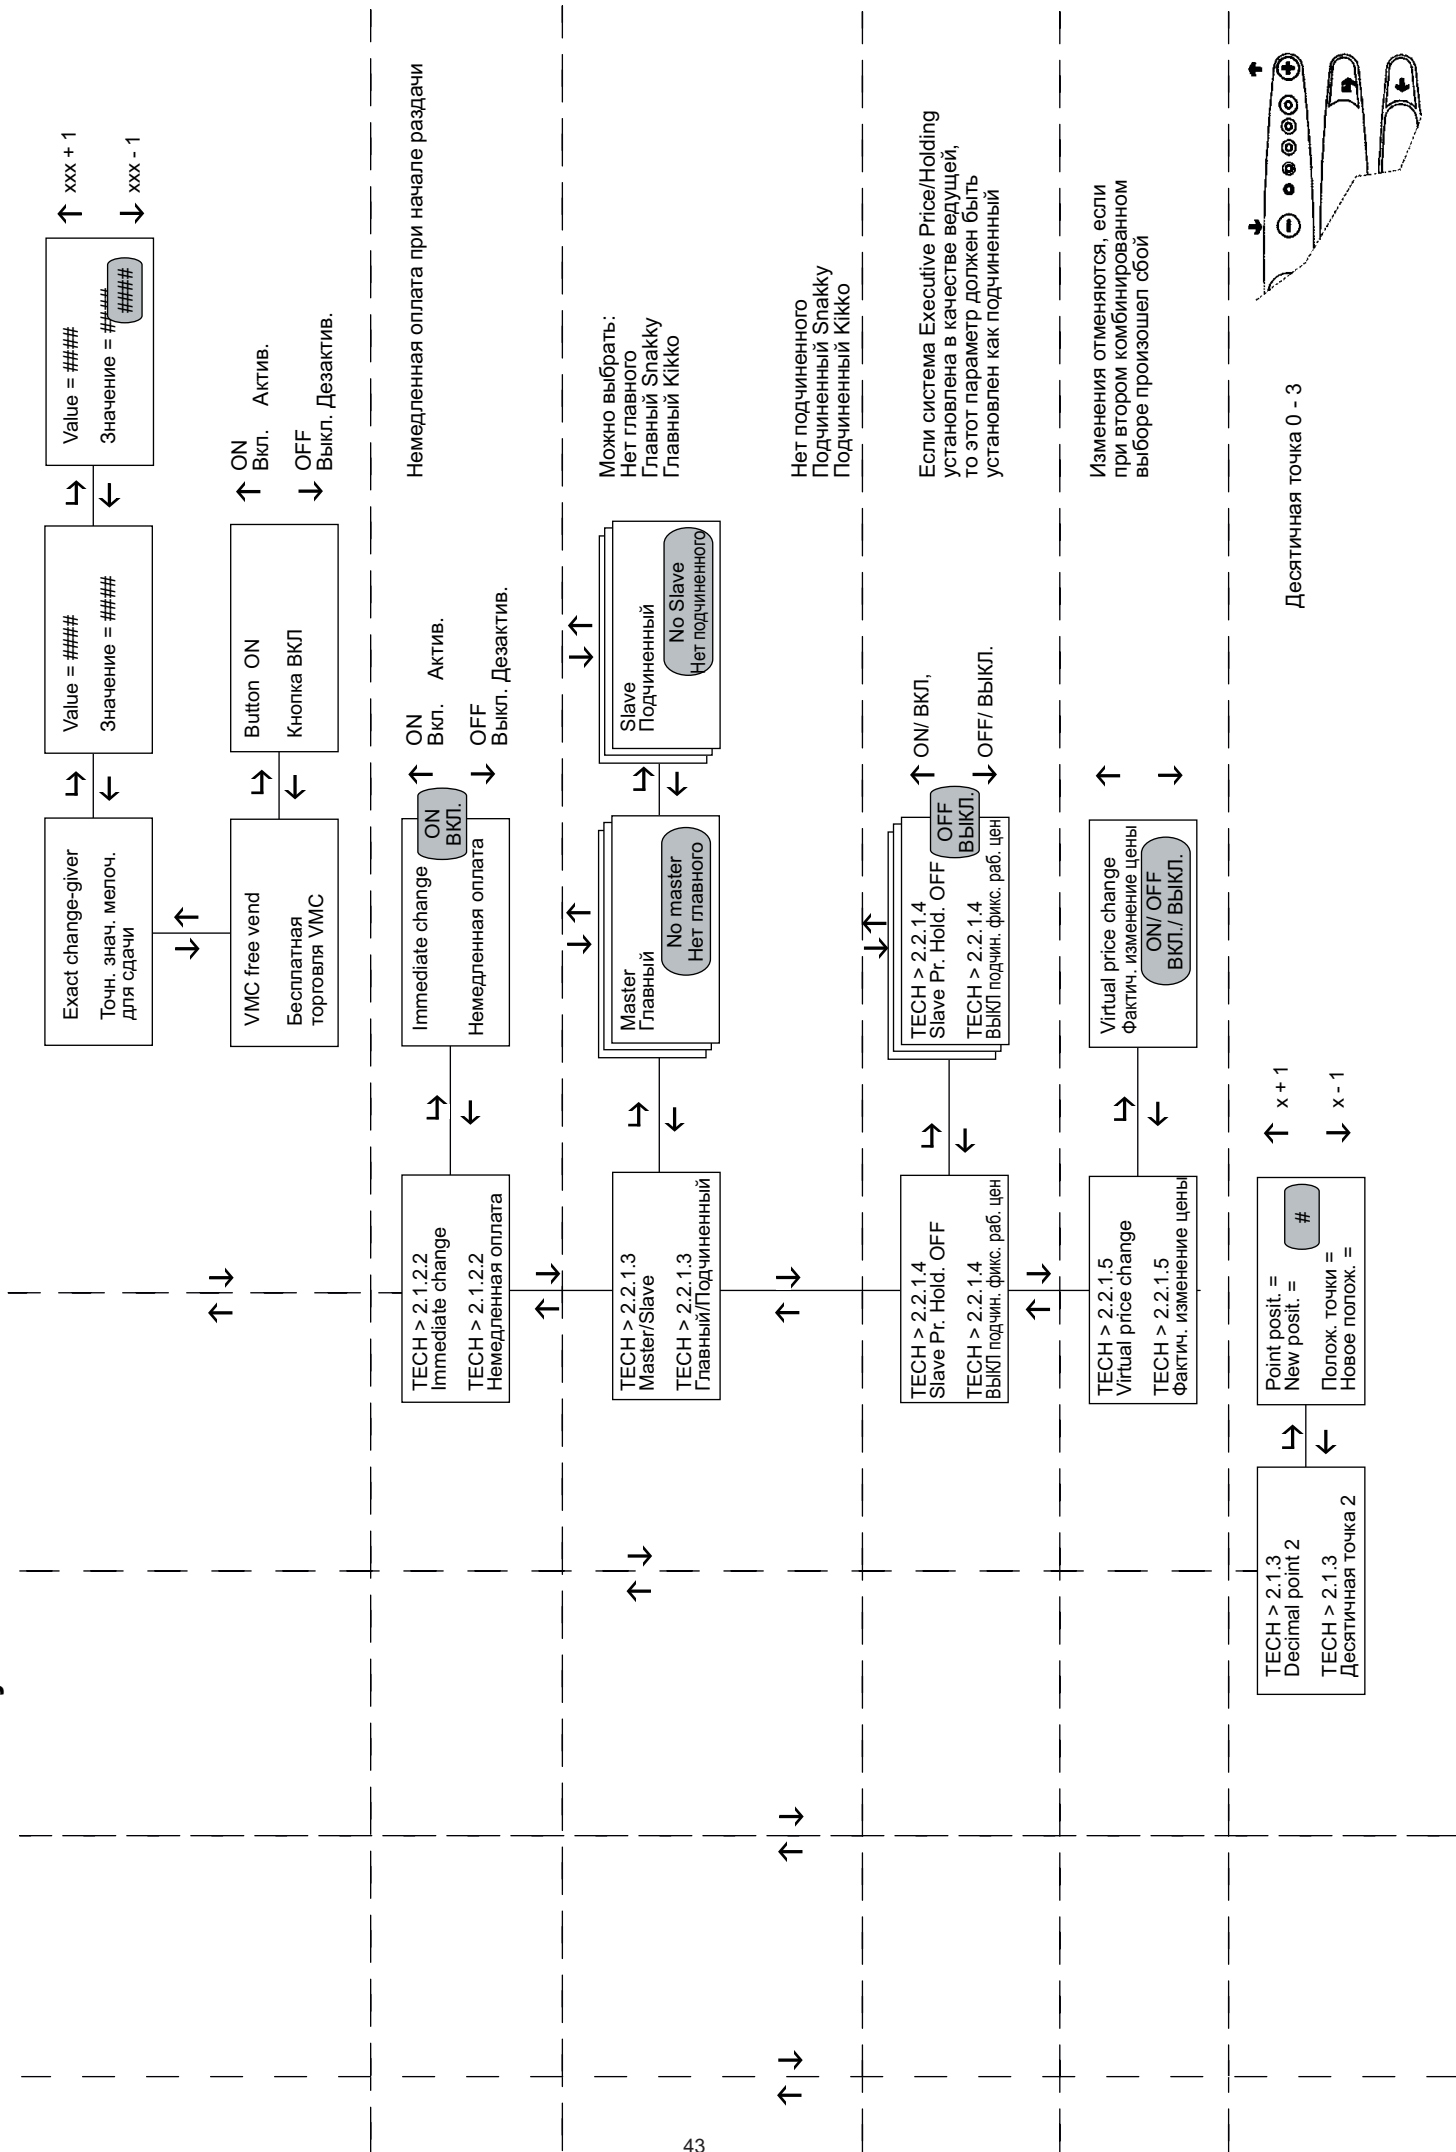 Exact change-giver
Точн. знач. мелоч.
для сдачи
Value = ####
Значение = ####
Value = ####
Значение = ####
####
xxx + 1
xxx - 1
VMC free vend
Бесплатная
торговля VMC
Button ON
Кнопка ВКЛ
ON
Вкл. Актив.
OFF
Выкл. Дезактив.
TECH > 2.1.2.2
Immediate change
TECH > 2.1.2.2
Немедленная оплата
Immediate change
Немедленная оплата
ON
ВКЛ.
ON
Вкл. Актив.
OFF
Выкл. Дезактив.
Немедленная оплата при начале раздачи
TECH > 2.2.1.3
Master/Slave
TECH > 2.2.1.3
Главный/Подчиненный
Master
Главный
No master
Нет главного
Slave
Подчиненный
No Slave
Нет подчиненного
Можно выбрать:
Нет главного
Главный Snakky
Главный Kikko
Нет подчиненного
Подчиненный Snakky
Подчиненный Kikko
TECH > 2.2.1.4
Slave Pr. Hold. OFF
TECH > 2.2.1.4
ВЫКЛ подчин. фикс. раб. цен
TECH > 2.2.1.4
Slave Pr. Hold. OFF
TECH > 2.2.1.4
ВЫКЛ подчин. фикс. раб. цен
OFF
ВЫКЛ.
ON/ ВКЛ,
OFF/ ВЫКЛ.
Если система Executive Price/Holding
установлена в качестве ведущей,
то этот параметр должен быть
установлен как подчиненный
TECH > 2.2.1.5
Virtual price change
TECH > 2.2.1.5
Фактич. изменение цены
Virtual price change
Фактич. изменение цены
ON/ OFF
ВКЛ./ ВЫКЛ.
Изменения отменяются, если
при втором комбинированном
выборе произошел сбой
TECH > 2.1.3
Decimal point 2
TECH > 2.1.3
Десятичная точка 2
Point posit. =
New posit. =
#
Полож. точки =
Новое полож. =
x + 1
x - 1
Десятичная точка 0 - 3
43